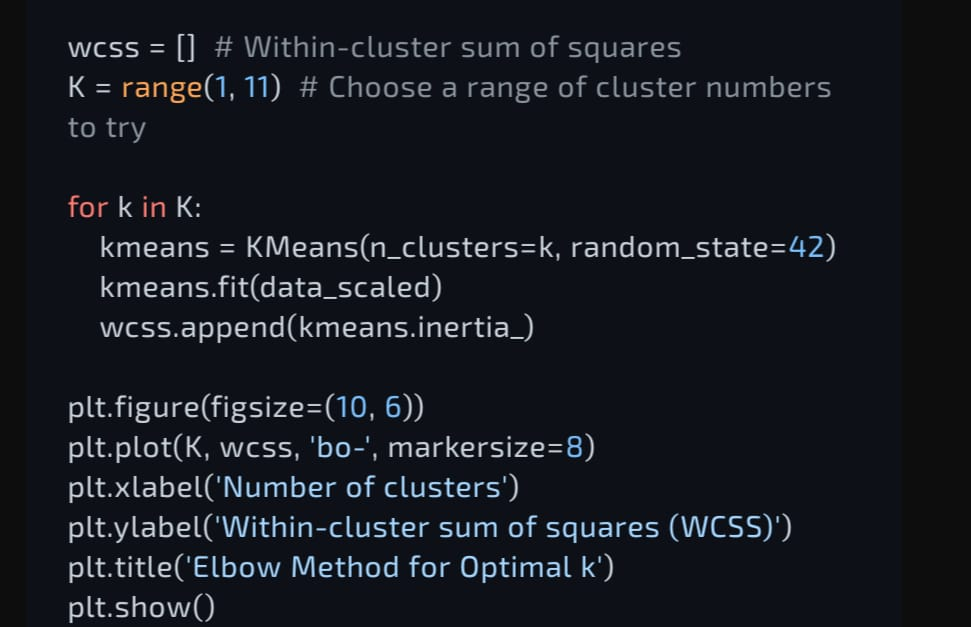 wcss = [] # Within-cluster sum of squares
K = range(1, 11) # Choose a range of cluster numbers
to try
for k in K:
kmeans = KMeans(n_clusters=k, random_state=42)
kmeans.fit(data_scaled)
wcss.append(kmeans.inertia_)
plt.figure(figsize=(10, 6))
plt.plot(K, wcss, 'bo-', markersize=8)
plt.xlabel('Number of clusters')
plt.ylabel('Within-cluster sum of squares (WCSS)')
plt.title('Elbow Method for Optimal k')
plt.show()